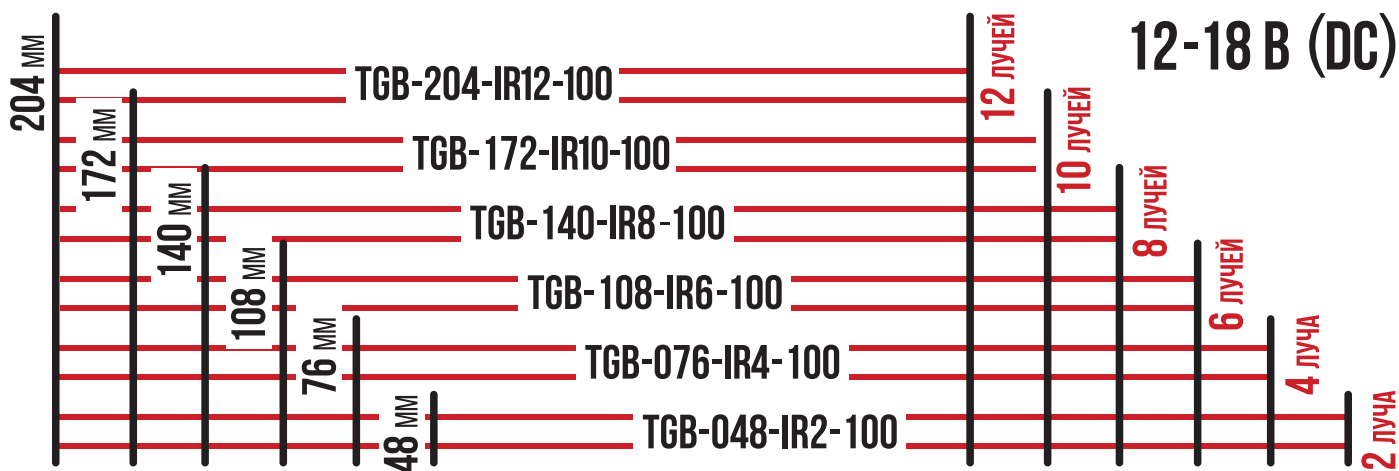 12-18 В (DC)
204 ММ
TGB-204-IR12-100
12 ЛУЧЕЙ
172 ММ
TGB-172-IR10-100
10 ЛУЧЕЙ
140 ММ
TGB-140-IR8-100
8 ЛУЧЕЙ
108 ММ
TGB-108-IR6-100
6 ЛУЧЕЙ
76 ММ
TGB-076-IR4-100
4 ЛУЧА
48 ММ
TGB-048-IR2-100
2 ЛУЧА